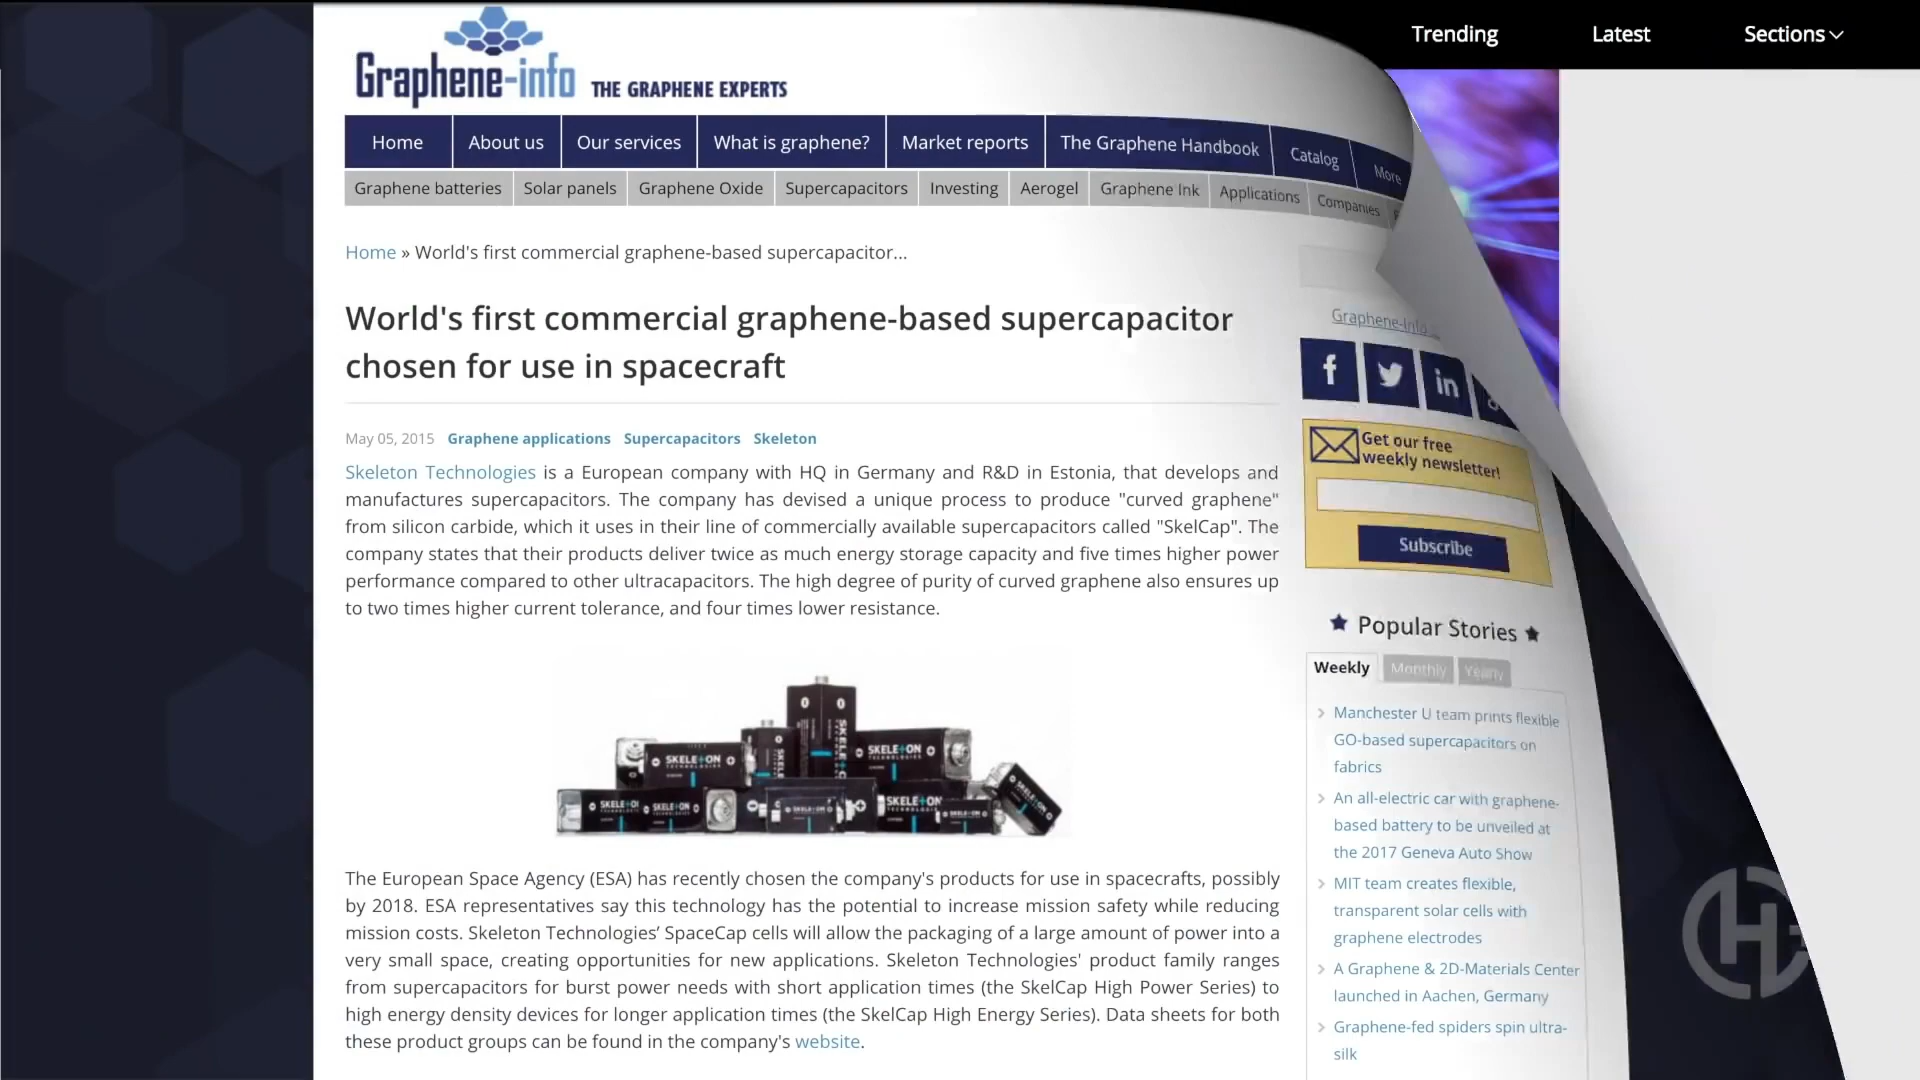 Trending
Latest
Sections
Graphene-info THE GRAPHENE EXPERTS
Home
About us
Our services
What is graphene?
Market reports
The Graphene Handbook
Catalog
More
Graphene batteries
Solar panels
Graphene Oxide
Supercapacitors
Investing
Aerogel
Graphene Ink
Applications
Companies
Home » World's first commercial graphene-based supercapacitor...
World's first commercial graphene-based supercapacitor
chosen for use in spacecraft
May 05, 2015 Graphene applications Supercapacitors Skeleton
Skeleton Technologies is a European company with HQ in Germany and R&D in Estonia, that develops and
manufactures supercapacitors. The company has devised a unique process to produce "curved graphene"
from silicon carbide, which it uses in their line of commercially available supercapacitors called "SkelCap". The
company states that their products deliver twice as much energy storage capacity and five times higher power
performance compared to other ultracapacitors. The high degree of purity of curved graphene also ensures up
to two times higher current tolerance, and four times lower resistance.
SKELE+ON
TECHNOLOGIES
SKELE+ON
TECHNOLOGIES
SKELE+ON
SKELE+ON
TECHNOLOGIES
The European Space Agency (ESA) has recently chosen the company's products for use in spacecrafts, possibly
by 2018. ESA representatives say this technology has the potential to increase mission safety while reducing
mission costs. Skeleton Technologies’ SpaceCap cells will allow the packaging of a large amount of power into a
very small space, creating opportunities for new applications. Skeleton Technologies' product family ranges
from supercapacitors for burst power needs with short application times (the SkelCap High Power Series) to
high energy density devices for longer application times (the SkelCap High Energy Series). Data sheets for both
these product groups can be found in the company's website.
Graphene-Info
Get our free
weekly newsletter!
Subscribe
Popular Stories
Weekly
Monthly
Yearly
Manchester U team prints flexible
GO-based supercapacitors on
fabrics
An all-electric car with graphene-
based battery to be unveiled at
the 2017 Geneva Auto Show
MIT team creates flexible,
transparent solar cells with
graphene electrodes
A Graphene & 2D-Materials Center
launched in Aachen, Germany
Graphene-fed spiders spin ultra-
silk